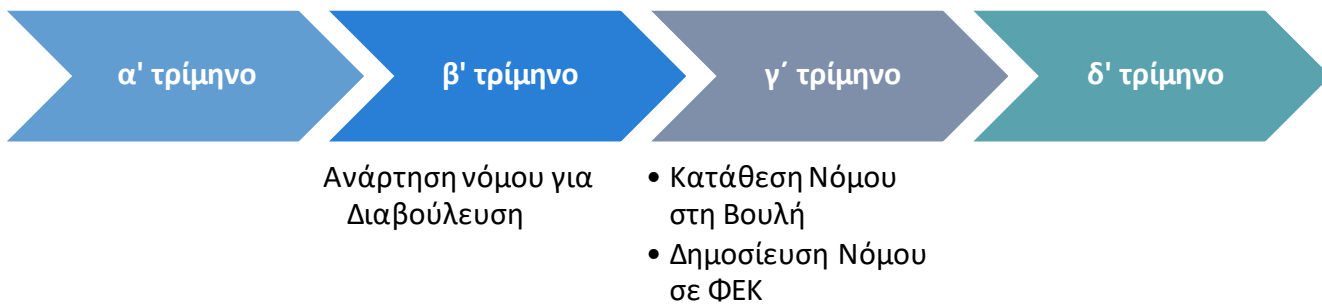 α' τρίμηνο
β' τρίμηνο
γ΄ τρίμηνο
δ' τρίμηνο
Ανάρτηση νόμου για
Διαβούλευση
• Κατάθεση Νόμου
στη Βουλή
• Δημοσίευση Νόμου
σε ΦΕΚ